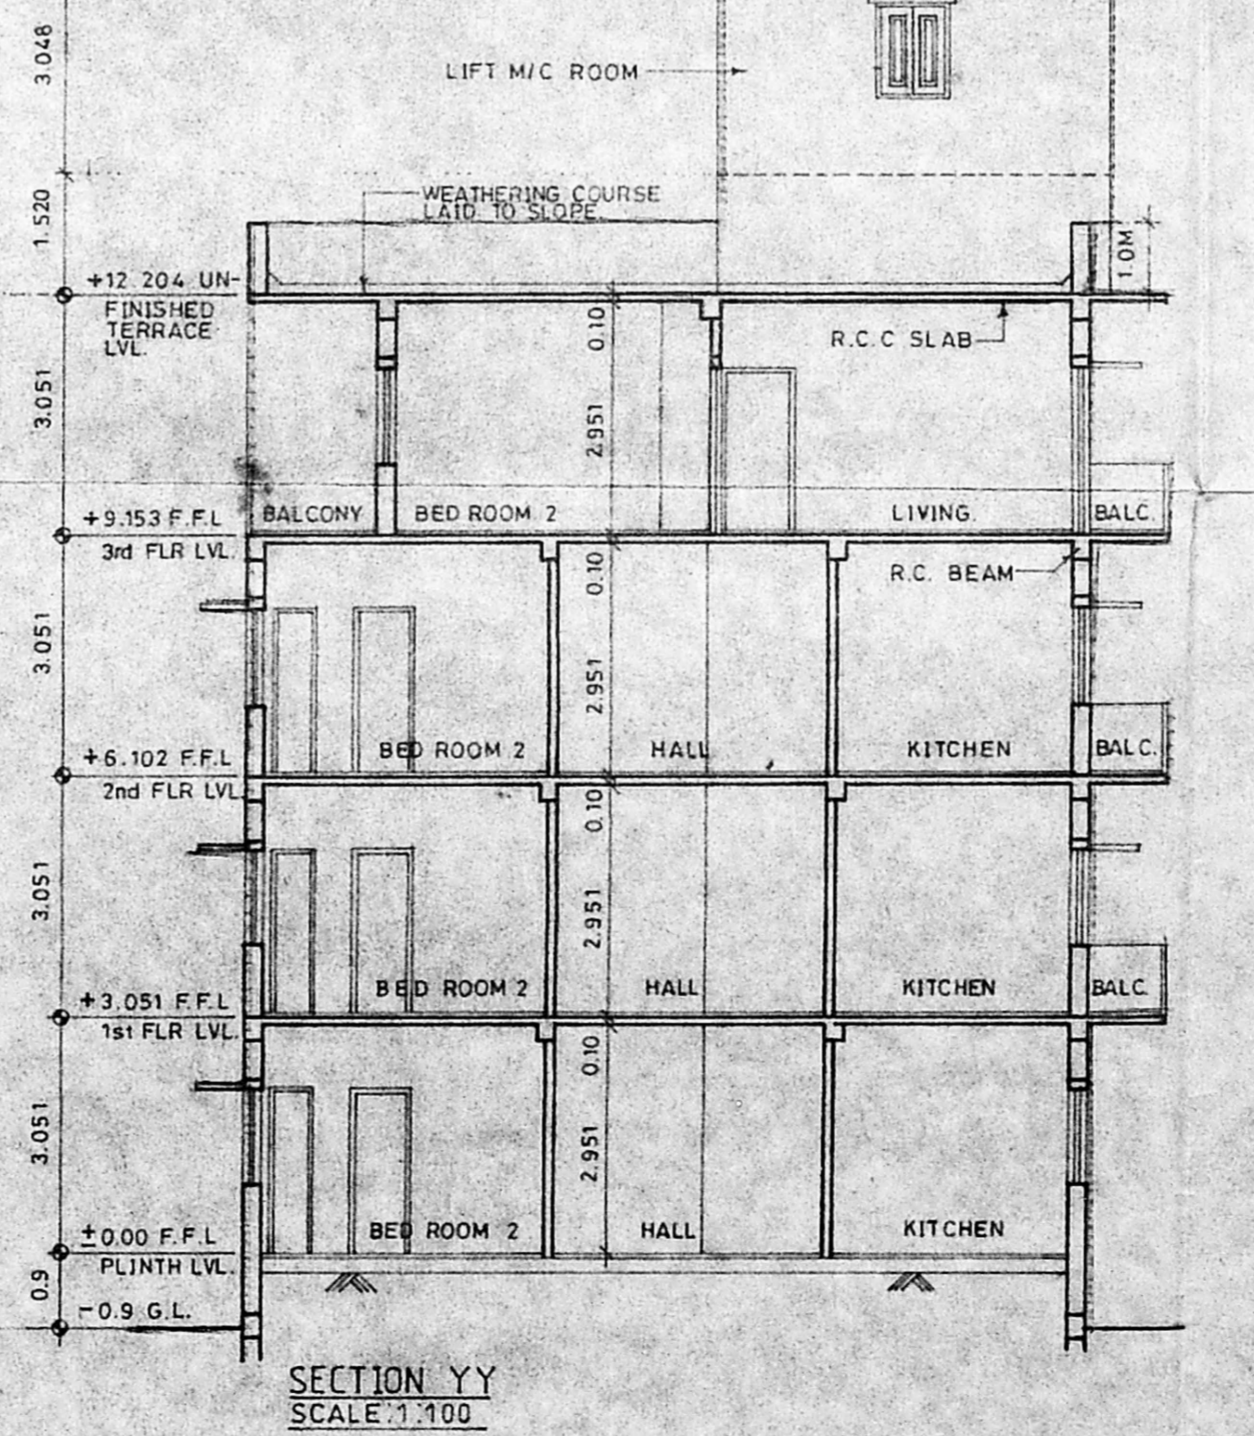 3.048
LIFT M/C ROOM
1.520
WEATHERING COURSE
LAID TO SLOPE
1.0M
+12 204 UN-
FINISHED
TERRACE
LVL.
0.10
R.C.C SLAB
3.051
2.951
+9.153 F.F.L
3rd FLR LVL.
BALCONY
BED ROOM 2
LIVING.
BALC.
0.10
R.C. BEAM
3.051
2.951
+6.102 F.F.L
2nd FLR LVL.
BED ROOM 2
HALL
KITCHEN
BALC.
0.10
3.051
2.951
+3.051 F.F.L
1st FLR LVL.
BED ROOM 2
HALL
KITCHEN
BALC.
0.10
3.051
2.951
±0.00 F.F.L
PLINTH LVL.
BED ROOM 2
HALL
KITCHEN
0.9
-0.9 G.L.
SECTION YY
SCALE:1:100